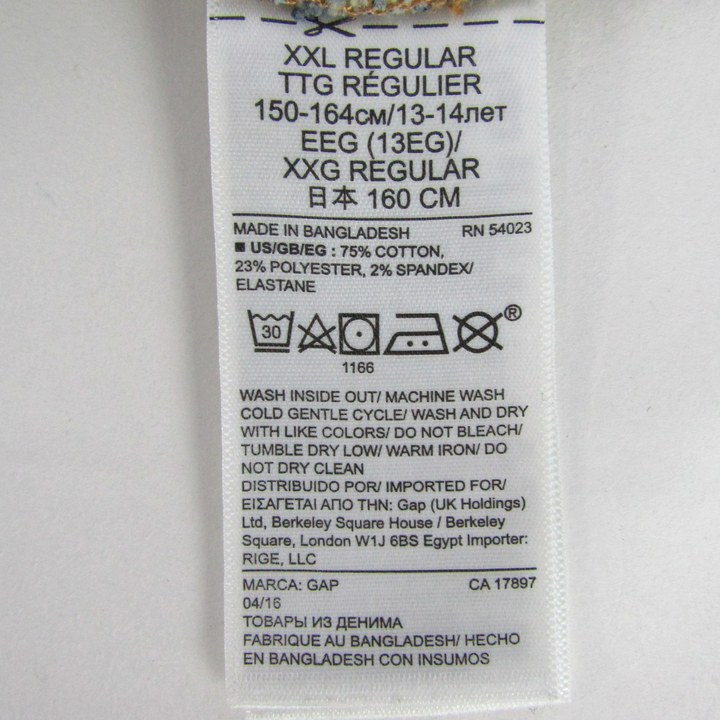 XXL REGULAR
TTG RÉGULIER
150-164см/13-14лет
EEG (13EG)/
XXG REGULAR
日本 160 CM
MADE IN BANGLADESH RN 54023
■ US/GB/EG : 75% COTTON,
23% POLYESTER, 2% SPANDEX/
ELASTANE
30
®
1166
WASH INSIDE OUT/ MACHINE WASH
COLD GENTLE CYCLE/ WASH AND DRY
WITH LIKE COLORS/ DO NOT BLEACH/
TUMBLE DRY LOW/ WARM IRON/ DO
NOT DRY CLEAN
DISTRIBUIDO POR/ IMPORTED FOR/
ΕΙΣΑΓΕΤΑΙ ΑΠΟ ΤΗΝ: Gap (UK Holdings)
Ltd, Berkeley Square House / Berkeley
Square, London W1J 6BS Egypt Importer:
RIGE, LLC
MARCA: GAP CA 17897
04/16
ТОВАРЫ ИЗ ДЕНИМА
FABRIQUE AU BANGLADESH/ HECHO
EN BANGLADESH CON INSUMOS